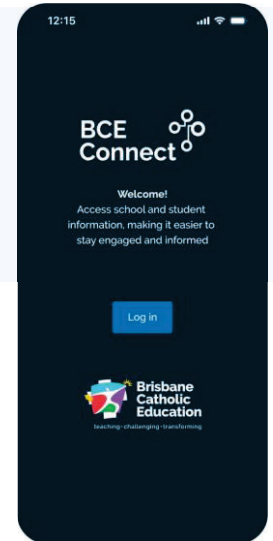 12:15
BCE
Connect
Welcome!
Access school and student
information, making it easier to
stay engaged and informed
Log in
Brisbane
Catholic
Education
teaching·challenging·transforming